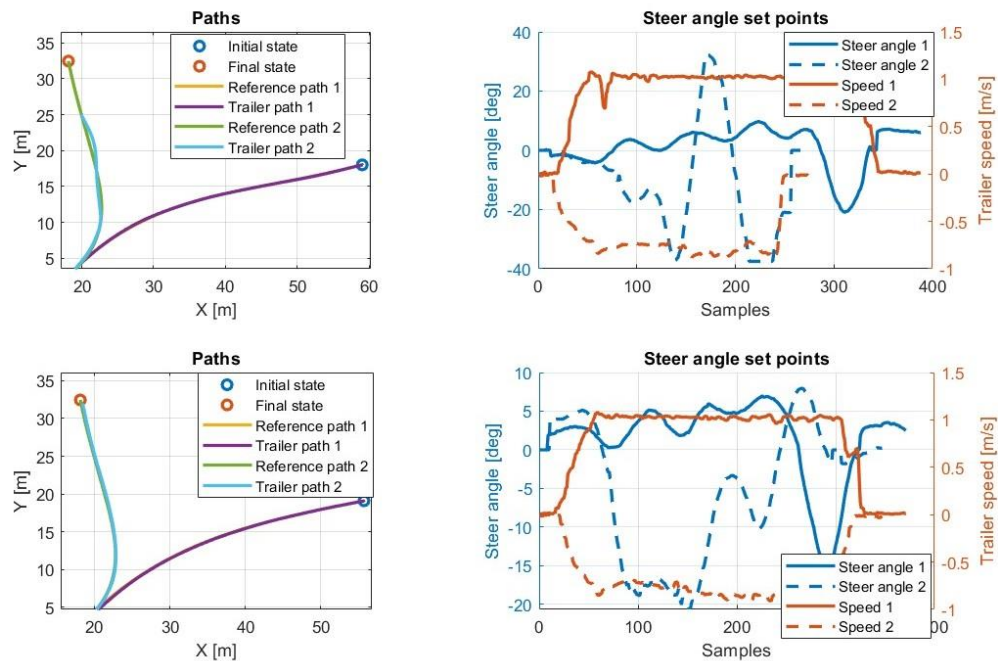 Paths
Initial state
Final state
Reference path 1
Trailer path 1
Reference path 2
Trailer path 2
35
30
25
20
15
10
5
Y [m]
20 30 40 50 60
X [m]
Steer angle set points
Steer angle 1
Steer angle 2
Speed 1
Speed 2
40
20
0
-20
-40
Steer angle [deg]
1.5
1
0.5
0
-0.5
-1
Trailer speed [m/s]
0 100 200 300 400
Samples
Paths
Initial state
Final state
Reference path 1
Trailer path 1
Reference path 2
Trailer path 2
35
30
25
20
15
10
5
Y [m]
20 30 40 50
X [m]
Steer angle set points
10
5
0
-5
-10
-15
-20
Steer angle [deg]
1.5
1
0.5
0
-0.5
-1
Trailer speed [m/s]
Steer angle 1
Steer angle 2
Speed 1
Speed 2
0 100 200 00
Samples